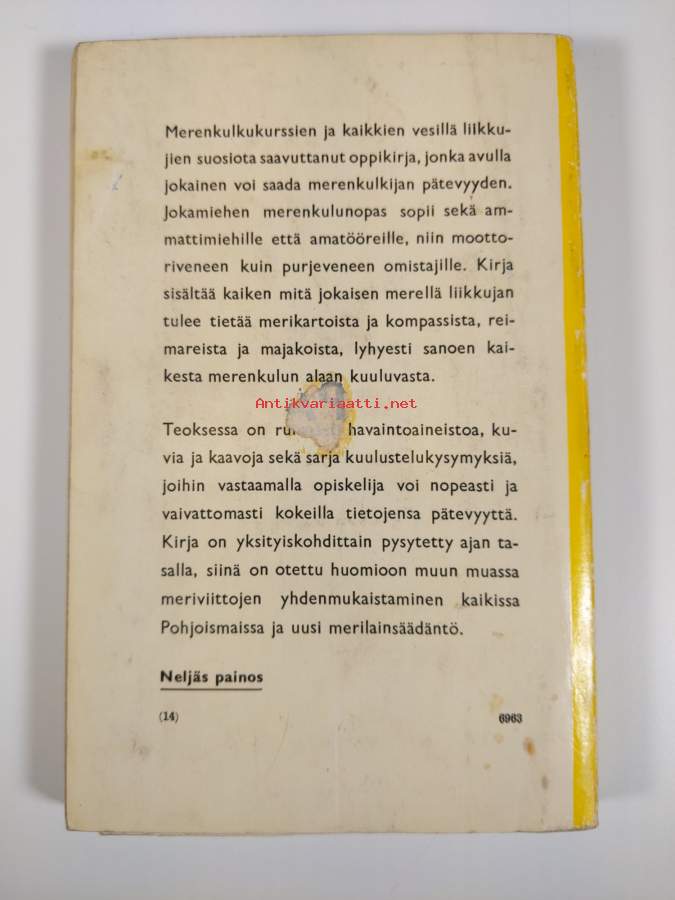 Merenkulkukurssien ja kaikkien vesillä liikku-
jien suosiota saavuttanut oppikirja, jonka avulla
jokainen voi saada merenkulkijan pätevyyden.
Jokamiehen merenkulunopas sopii sekä am-
mattimiehille että amatööreille, niin mootto-
riveneen kuin purjeveneen omistajille. Kirja
sisältää kaiken mitä jokaisen merellä liikkujan
tulee tietää merikartoista ja kompassista, rei-
mareista ja majakoista, lyhyesti sanoen kai-
kesta merenkulun alaan kuuluvasta.
Antikvariaatti.net
Teoksessa on havaintoaineistoa, ku-
via ja kaavoja sekä sarja kuulustelukysymyksiä,
joihin vastaamalla opiskelija voi nopeasti ja
vaivattomasti kokeilla tietojensa pätevyyttä.
Kirja on yksityiskohdittain pysytetty ajan ta-
salla, siinä on otettu huomioon muun muassa
meriviittojen yhdenmukaistaminen kaikissa
Pohjoismaissa ja uusi merilainsäädäntö.
Neljäs painos
(14) 6963